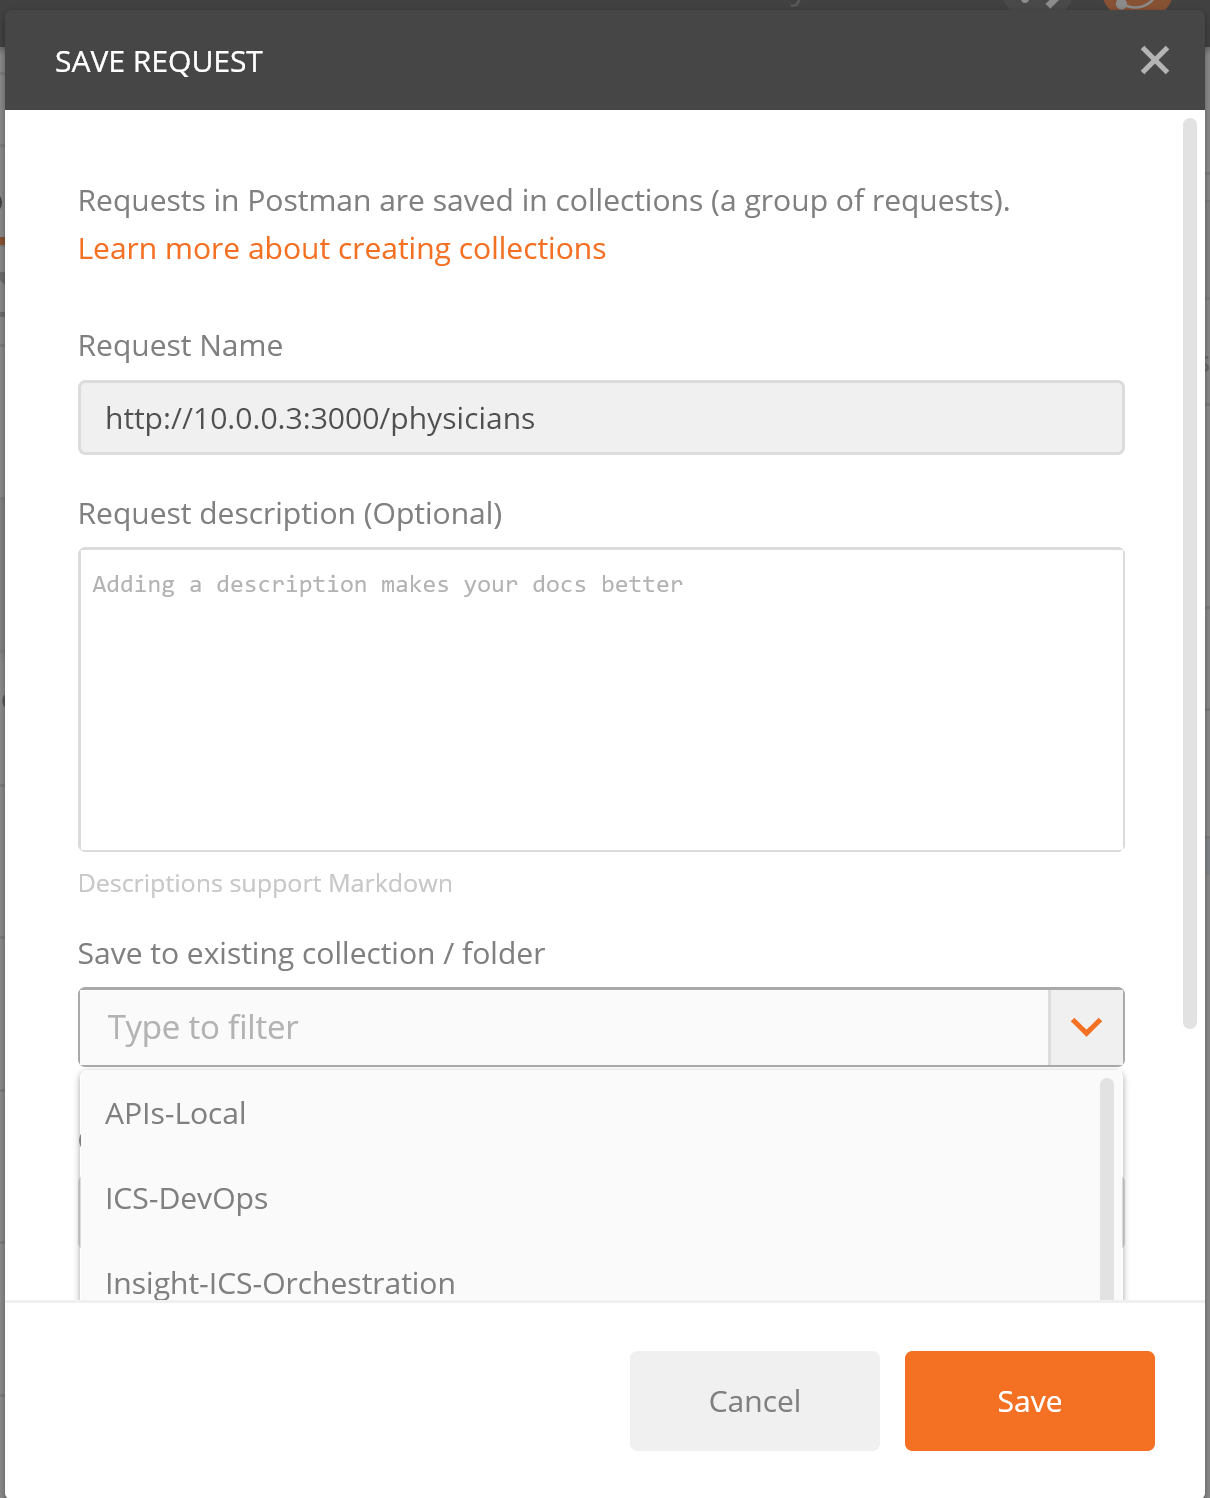 SAVE REQUEST
Requests in Postman are saved in collections (a group of requests).
Learn more about creating collections
Request Name
http://10.0.0.3:3000/physicians
Request description (Optional)
Adding a description makes your docs better
Descriptions support Markdown
Save to existing collection / folder
Type to filter
APIs-Local
ICS-DevOps
Insight-ICS-Orchestration
Cancel
Save